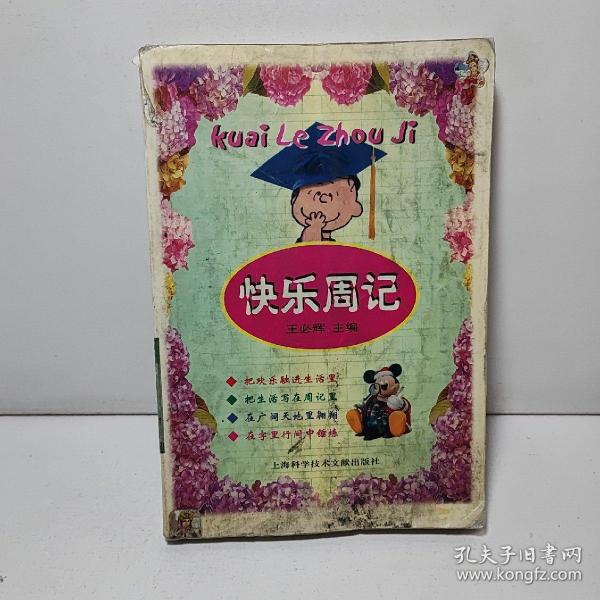 Kuai Le Zhou Ji
快乐周记
王必辉 主编
把欢乐融进生活里
把生活写在周记里
在广阔天地里翱翔
在字里行间中锤炼
上海科学技术文献出版社
孔夫子旧书网
www.kongfz.com